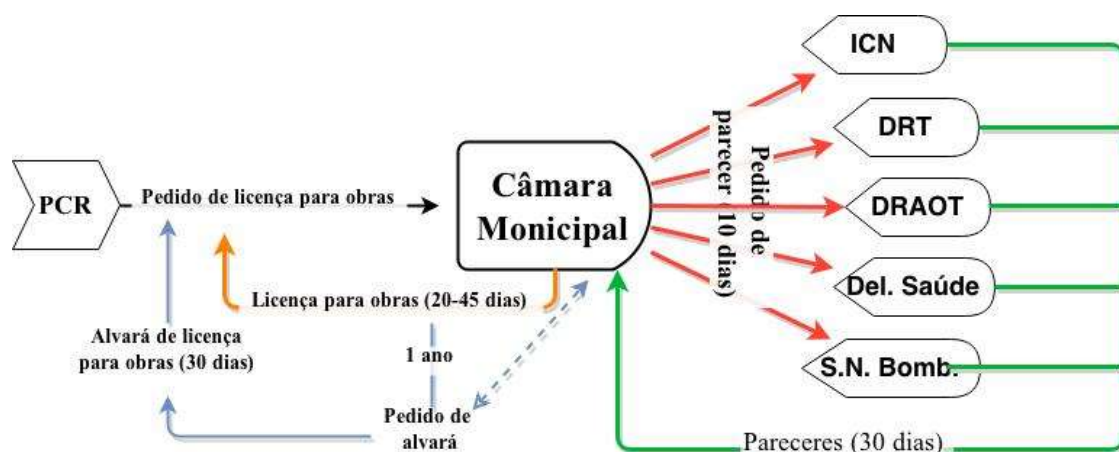 PCR
Pedido de licença para obras
Câmara
Monicipal
Pedido de
parecer (10 dias)
ICN
DRT
DRAOT
Del. Saúde
S.N. Bomb.
Licença para obras (20-45 dias)
Alvará de licença
para obras (30 dias)
1 ano
Pedido de
alvará
Pareceres (30 dias)